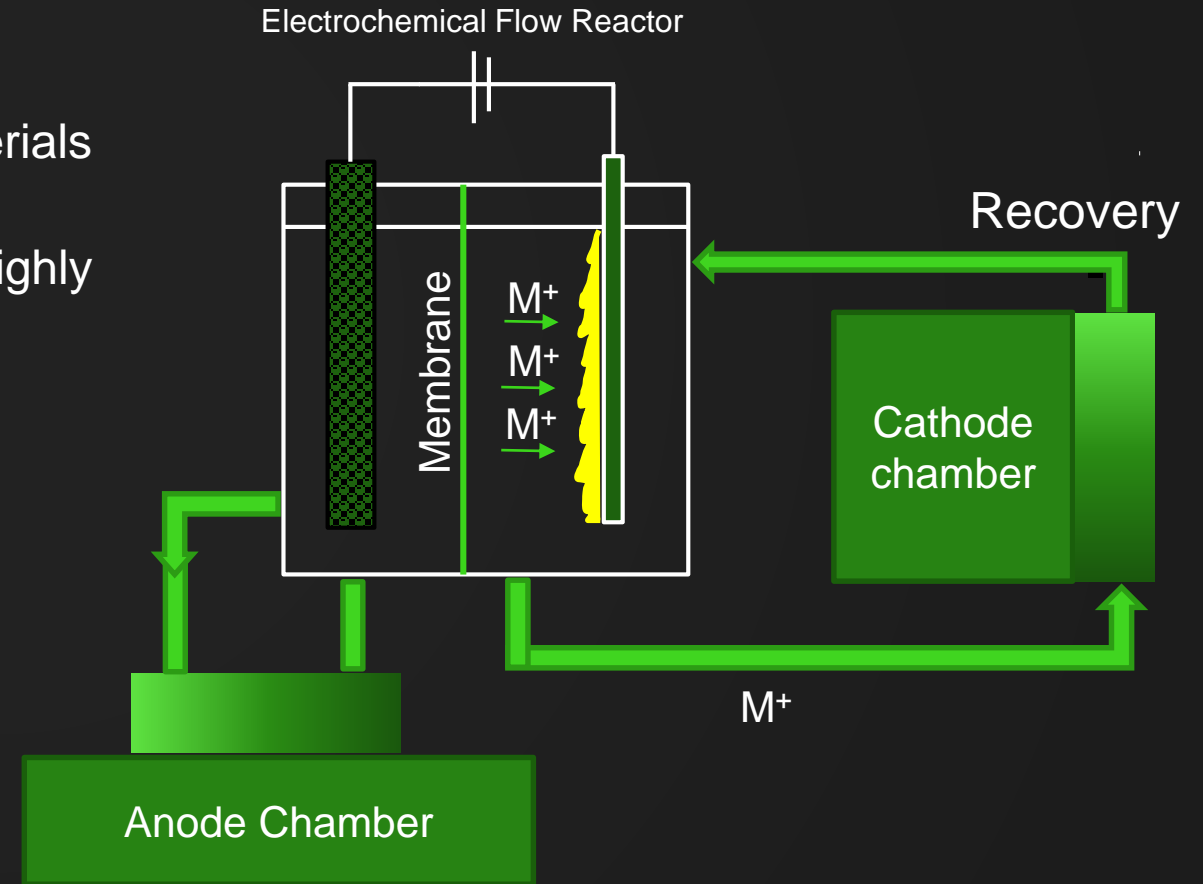 Electrochemical Flow Reactor
erials
ighly
Recovery
Membrane
M⁺
M⁺
M⁺
Cathode
chamber
M⁺
Anode Chamber